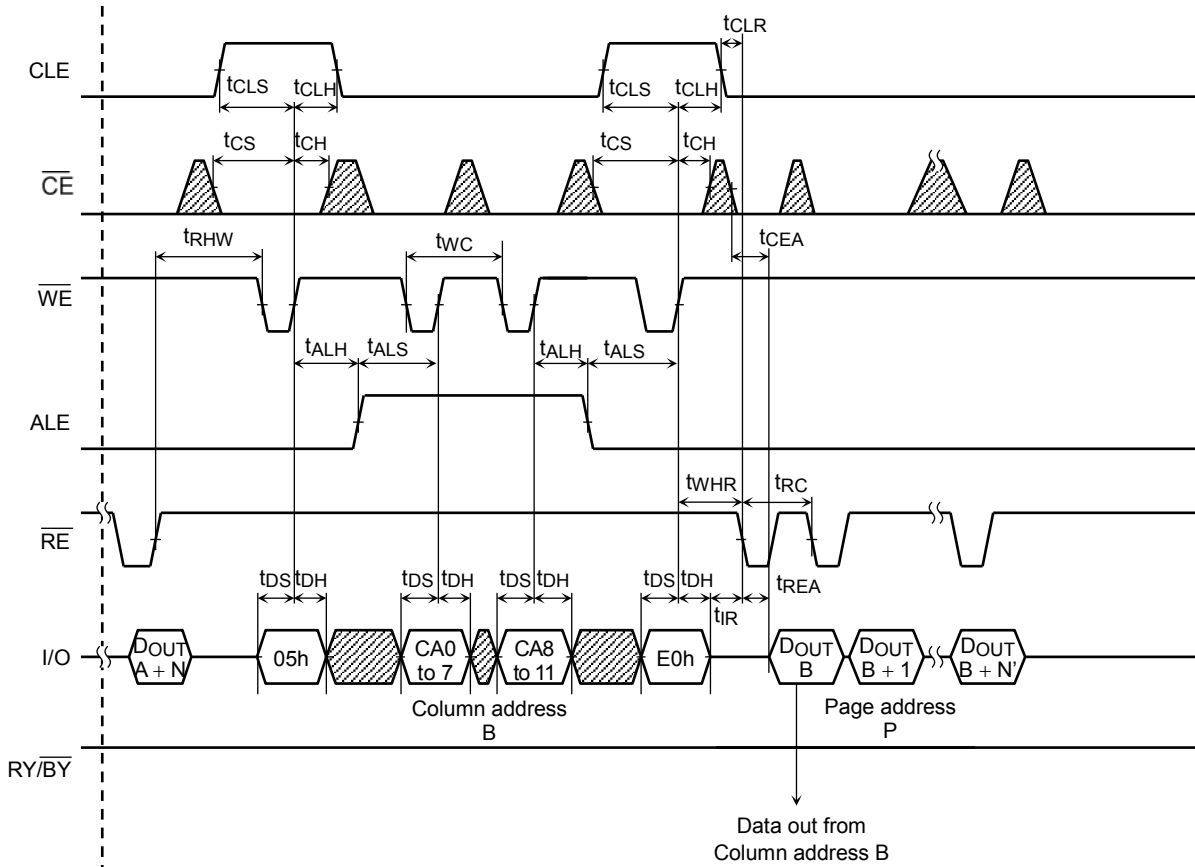 tCLR
CLE
tCLS
tCLH
tCLS
tCLH
tCS
tCH
tCS
tCH
CE
tCEA
tRHW
tWC
WE
tALH
tALS
tALH
tALS
ALE
tWHR
tRC
RE
tDS
tDH
tDS
tDH
tDS
tDH
tDS
tDH
tREA
tIR
I/O
DOUT
A + N
05h
CA0
to 7
CA8
to 11
E0h
DOUT
B
DOUT
B + 1
DOUT
B + N’
Column address
B
Page address
P
RY/BY
Data out from
Column address B